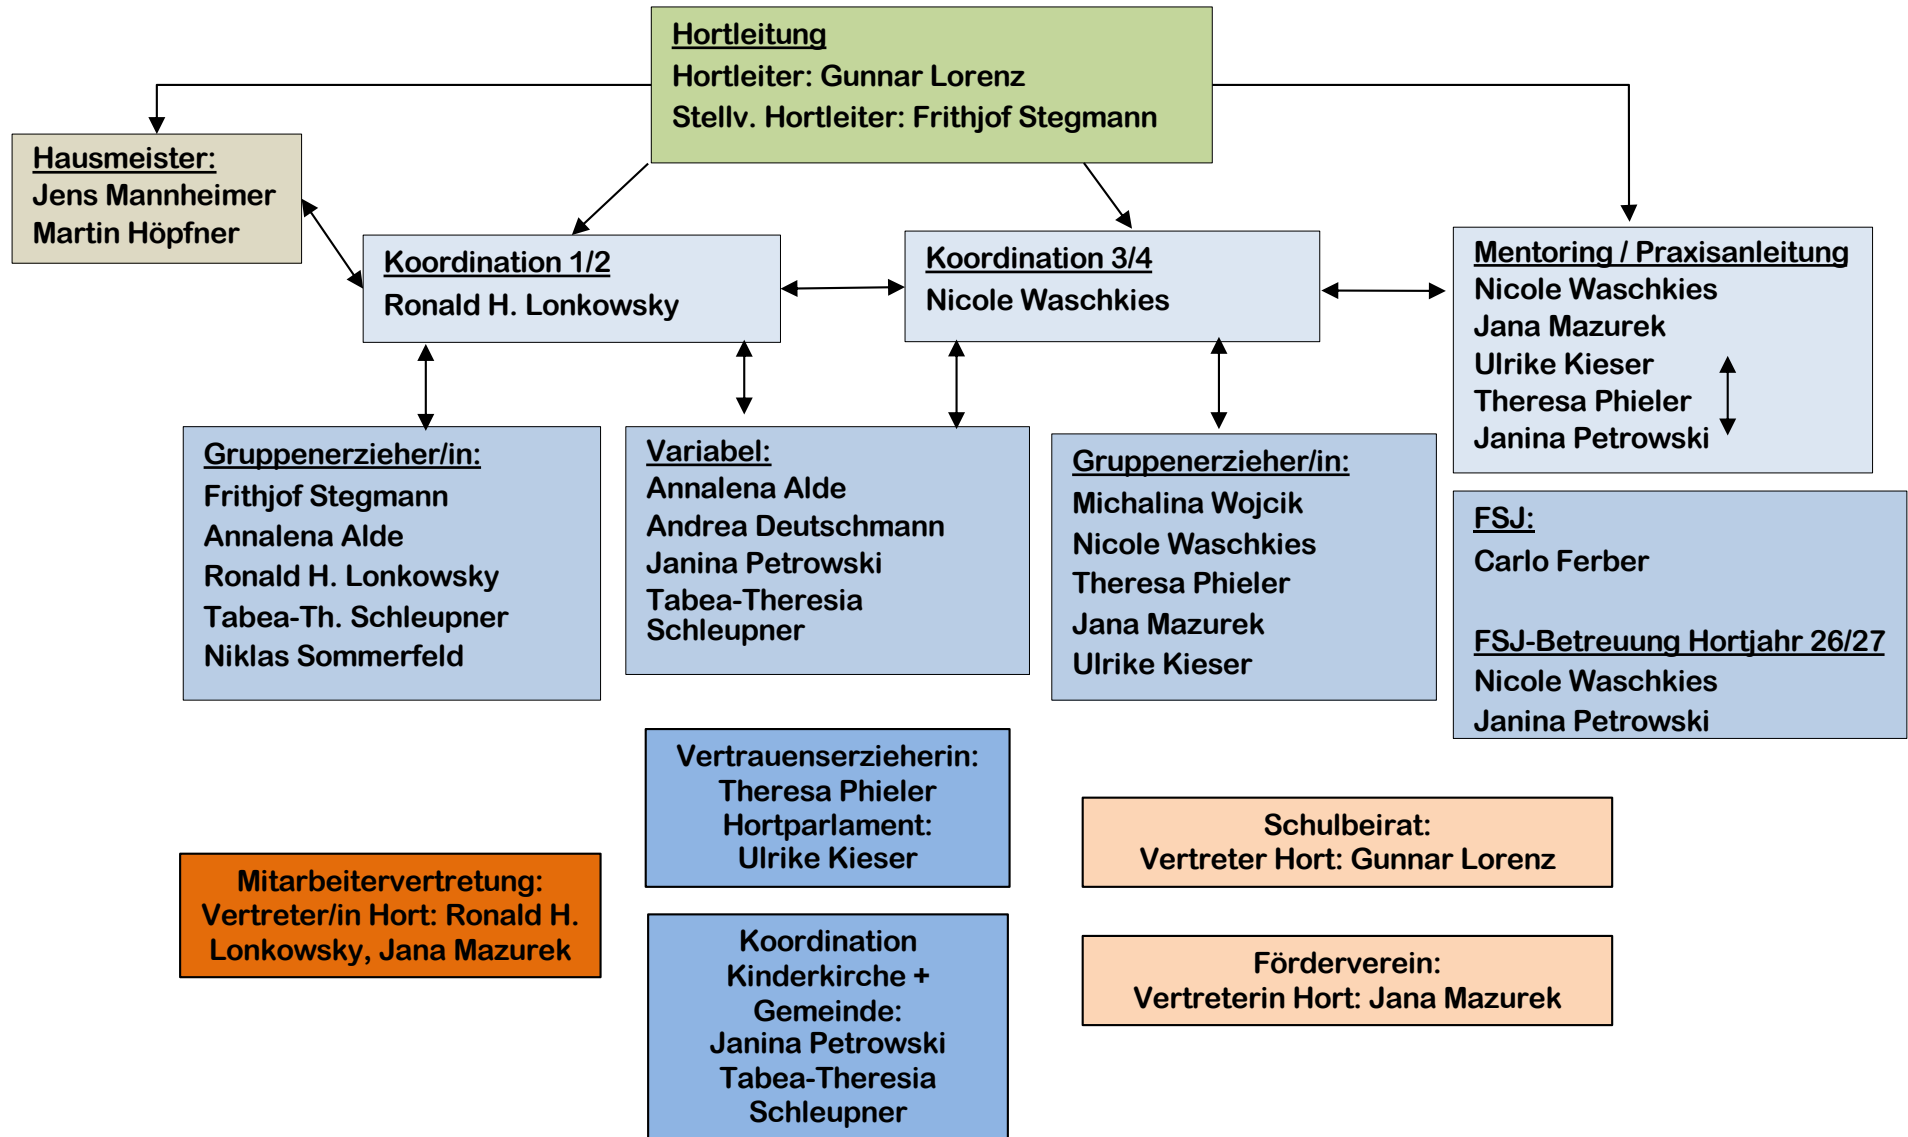 Hortleitung
Hortleiter: Gunnar Lorenz
Stellv. Hortleiter: Frithjof Stegmann
Hausmeister:
Jens Mannheimer
Martin Höpfner
Koordination 1/2
Ronald H. Lonkowsky
Koordination 3/4
Nicole Waschkies
Mentoring / Praxisanleitung
Nicole Waschkies
Jana Mazurek
Ulrike Kieser
Theresa Phieler
Janina Petrowski
Gruppenerzieher/in:
Frithjof Stegmann
Annalena Alde
Ronald H. Lonkowsky
Tabea-Th. Schleupner
Niklas Sommerfeld
Variabel:
Annalena Alde
Andrea Deutschmann
Janina Petrowski
Tabea-Theresia
Schleupner
Gruppenerzieher/in:
Michalina Wojcik
Nicole Waschkies
Theresa Phieler
Jana Mazurek
Ulrike Kieser
FSJ:
Carlo Ferber
FSJ-Betreuung Hortjahr 26/27
Nicole Waschkies
Janina Petrowski
Vertrauenserzieherin:
Theresa Phieler
Hortparlament:
Ulrike Kieser
Schulbeirat:
Vertreter Hort: Gunnar Lorenz
Mitarbeitervertretung:
Vertreter/in Hort: Ronald H.
Lonkowsky, Jana Mazurek
Koordination
Kinderkirche +
Gemeinde:
Janina Petrowski
Tabea-Theresia
Schleupner
Förderverein:
Vertreterin Hort: Jana Mazurek